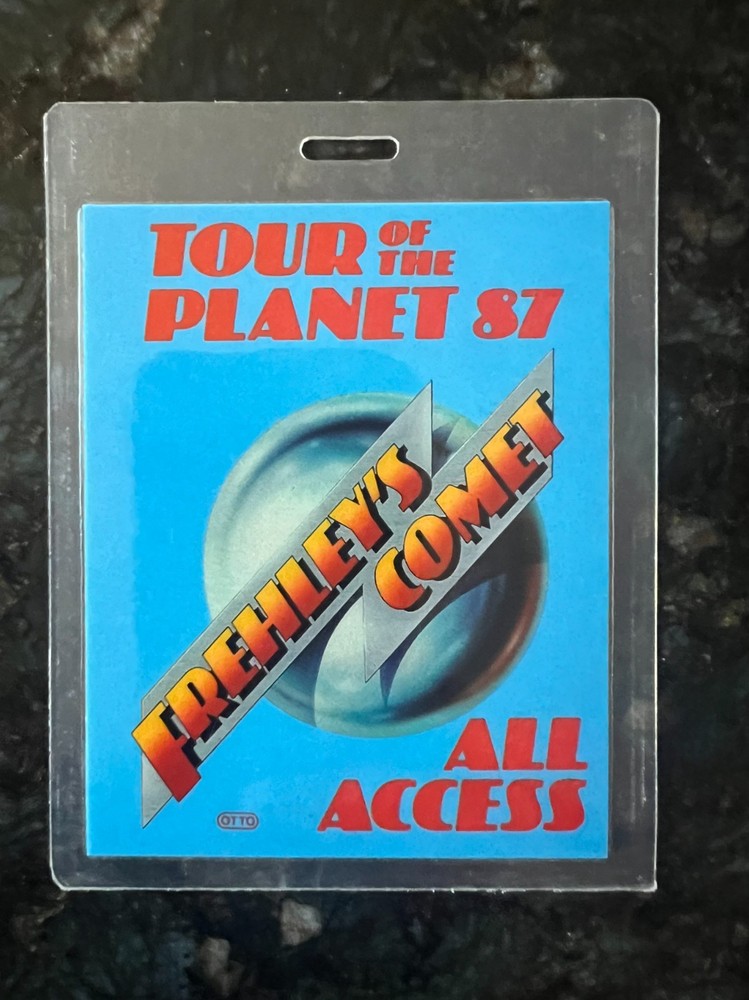 TOUR OF THE
PLANET 87
FREHLEY'S
COMET
ALL
ACCESS
OTTO